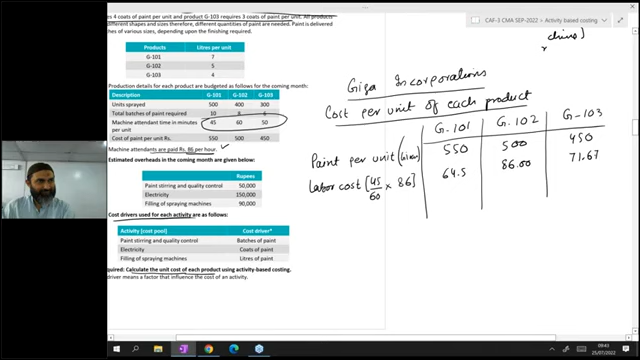 es 4 coats of paint per unit and product G-103 requires 3 coats of paint per unit. All products
different shapes and sizes therefore, different quantities of paint are needed. Paint is delivered
ches of various sizes, depending upon the finishing required.
Products Litres per unit
G-101 7
G-102 5
G-103 4
Production details for each product are budgeted as follows for the coming month:
Description G-101 G-102 G-103
Units sprayed 500 400 300
Total batches of paint required 10 8 6
Machine attendant time in minutes per unit 45 60 50
Cost of paint per unit Rs. 550 500 450
Machine attendants are paid Rs. 86 per hour.
Estimated overheads in the coming month are given below:
Rupees
Paint stirring and quality control 50,000
Electricity 150,000
Filling of spraying machines 90,000
Cost drivers used for each activity are as follows:
Activity [cost pool] Cost driver*
Paint stirring and quality control Batches of paint
Electricity Coats of paint
Filling of spraying machines Litres of paint
quired: Calculate the unit cost of each product using activity-based costing.
driver means a factor that influence the cost of an activity.
CAF-3 CMA SEP-2022 / Activity based costing
Giga Incorporations
Cost per unit of each product
G.101 G.102 G-103
Paint per unit (Given) 550 500 450
Labor cost [45/60 x 86] 64.5 86.00 71.67
09:43
25/07/2022